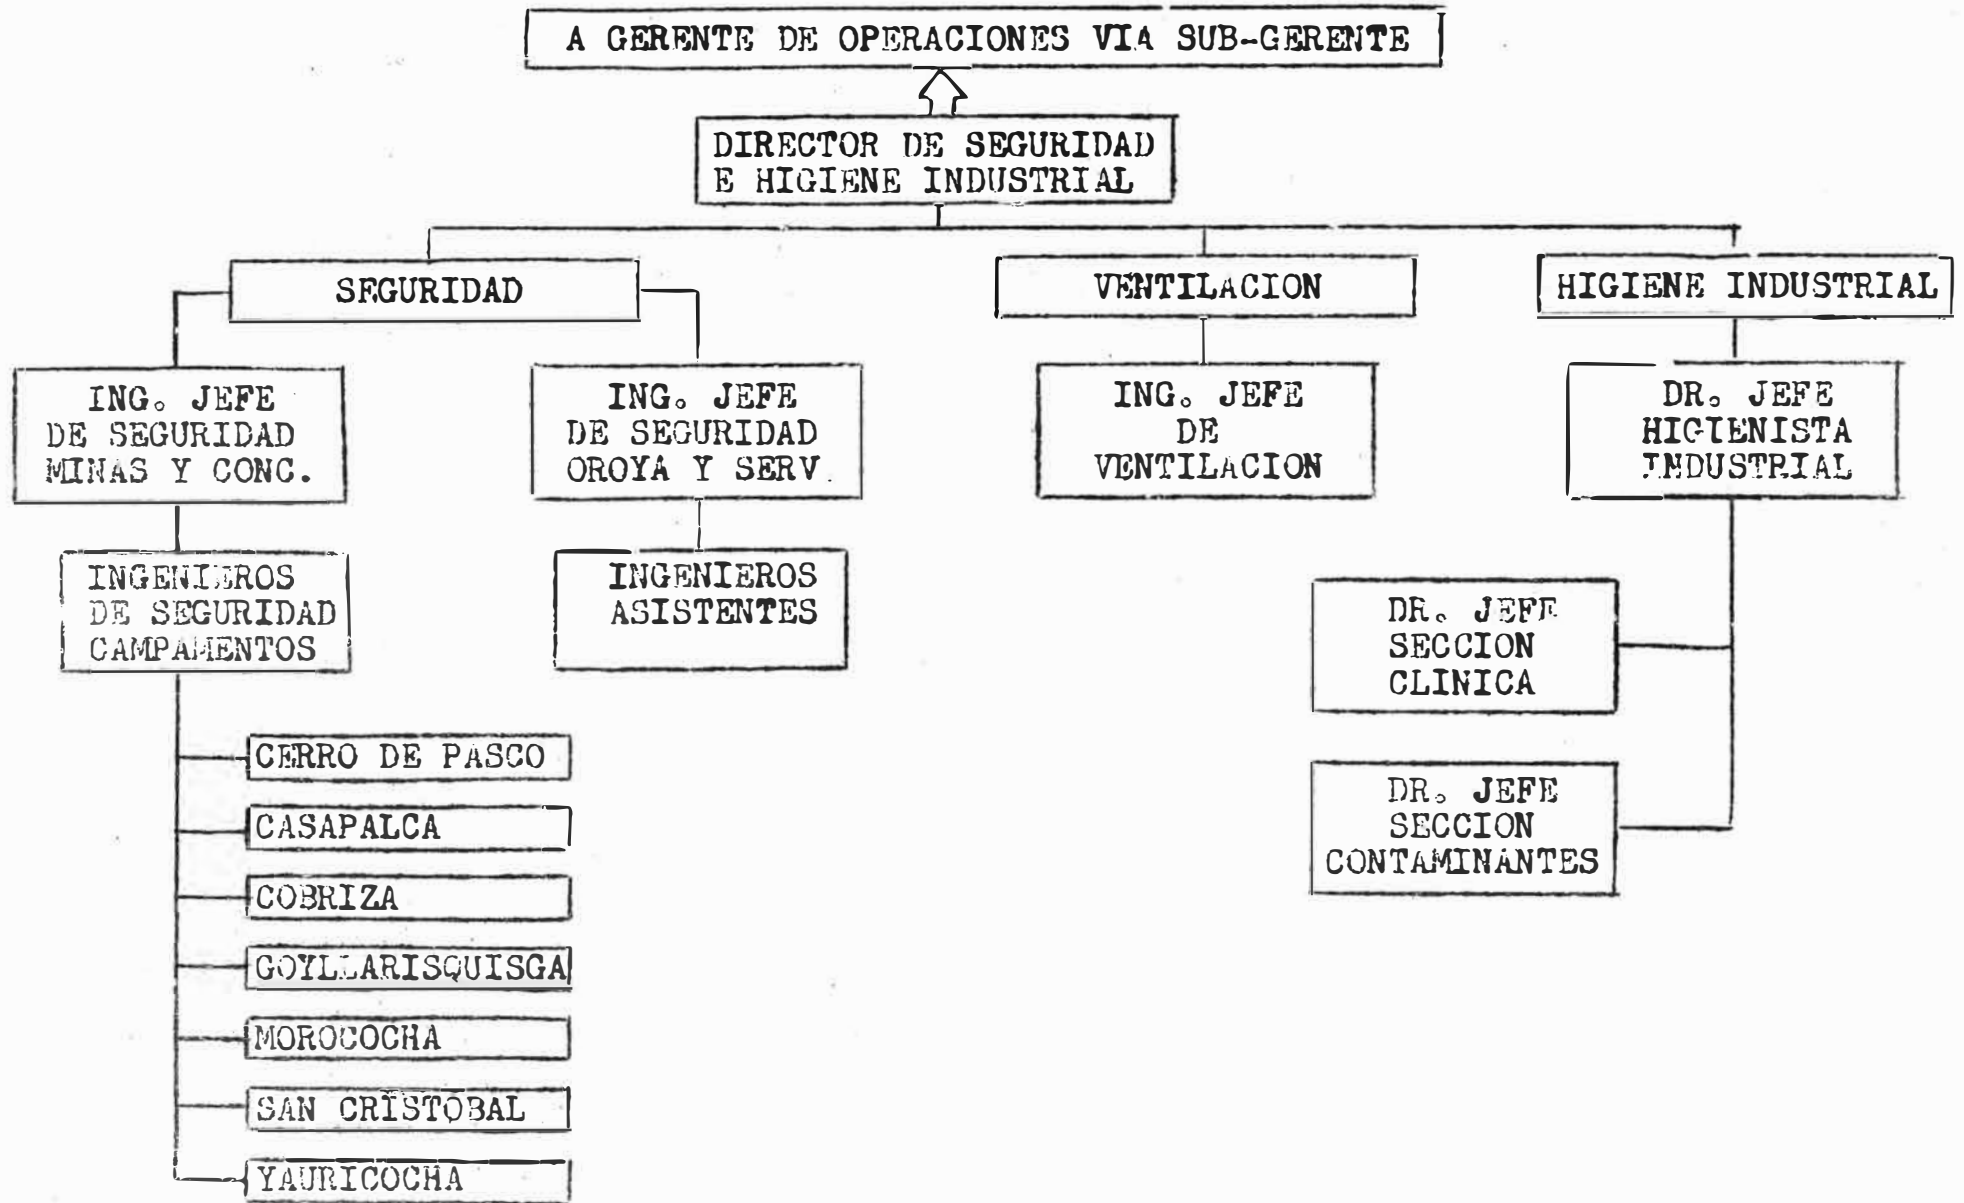 A GERENTE DE OPERACIONES VIA SUB-GERENTE
DIRECTOR DE SEGURIDAD
E HIGIENE INDUSTRIAL
SEGURIDAD
VENTILACION
HIGIENE INDUSTRIAL
ING. JEFE
DE SEGURIDAD
MINAS Y CONC.
ING. JEFE
DE SEGURIDAD
OROYA Y SERV.
ING. JEFE
DE
VENTILACION
DR. JEFE
HIGIENISTA
INDUSTRIAL
INGENIEROS
DE SEGURIDAD
CAMPAMENTOS
INGENIEROS
ASISTENTES
DR. JEFE
SECCION
CLINICA
DR. JEFE
SECCION
CONTAMINANTES
CERRO DE PASCO
CASAPALCA
COBRIZA
GOYLLARISQUISGA
MOROCOCHA
SAN CRISTOBAL
YAURICOCHA